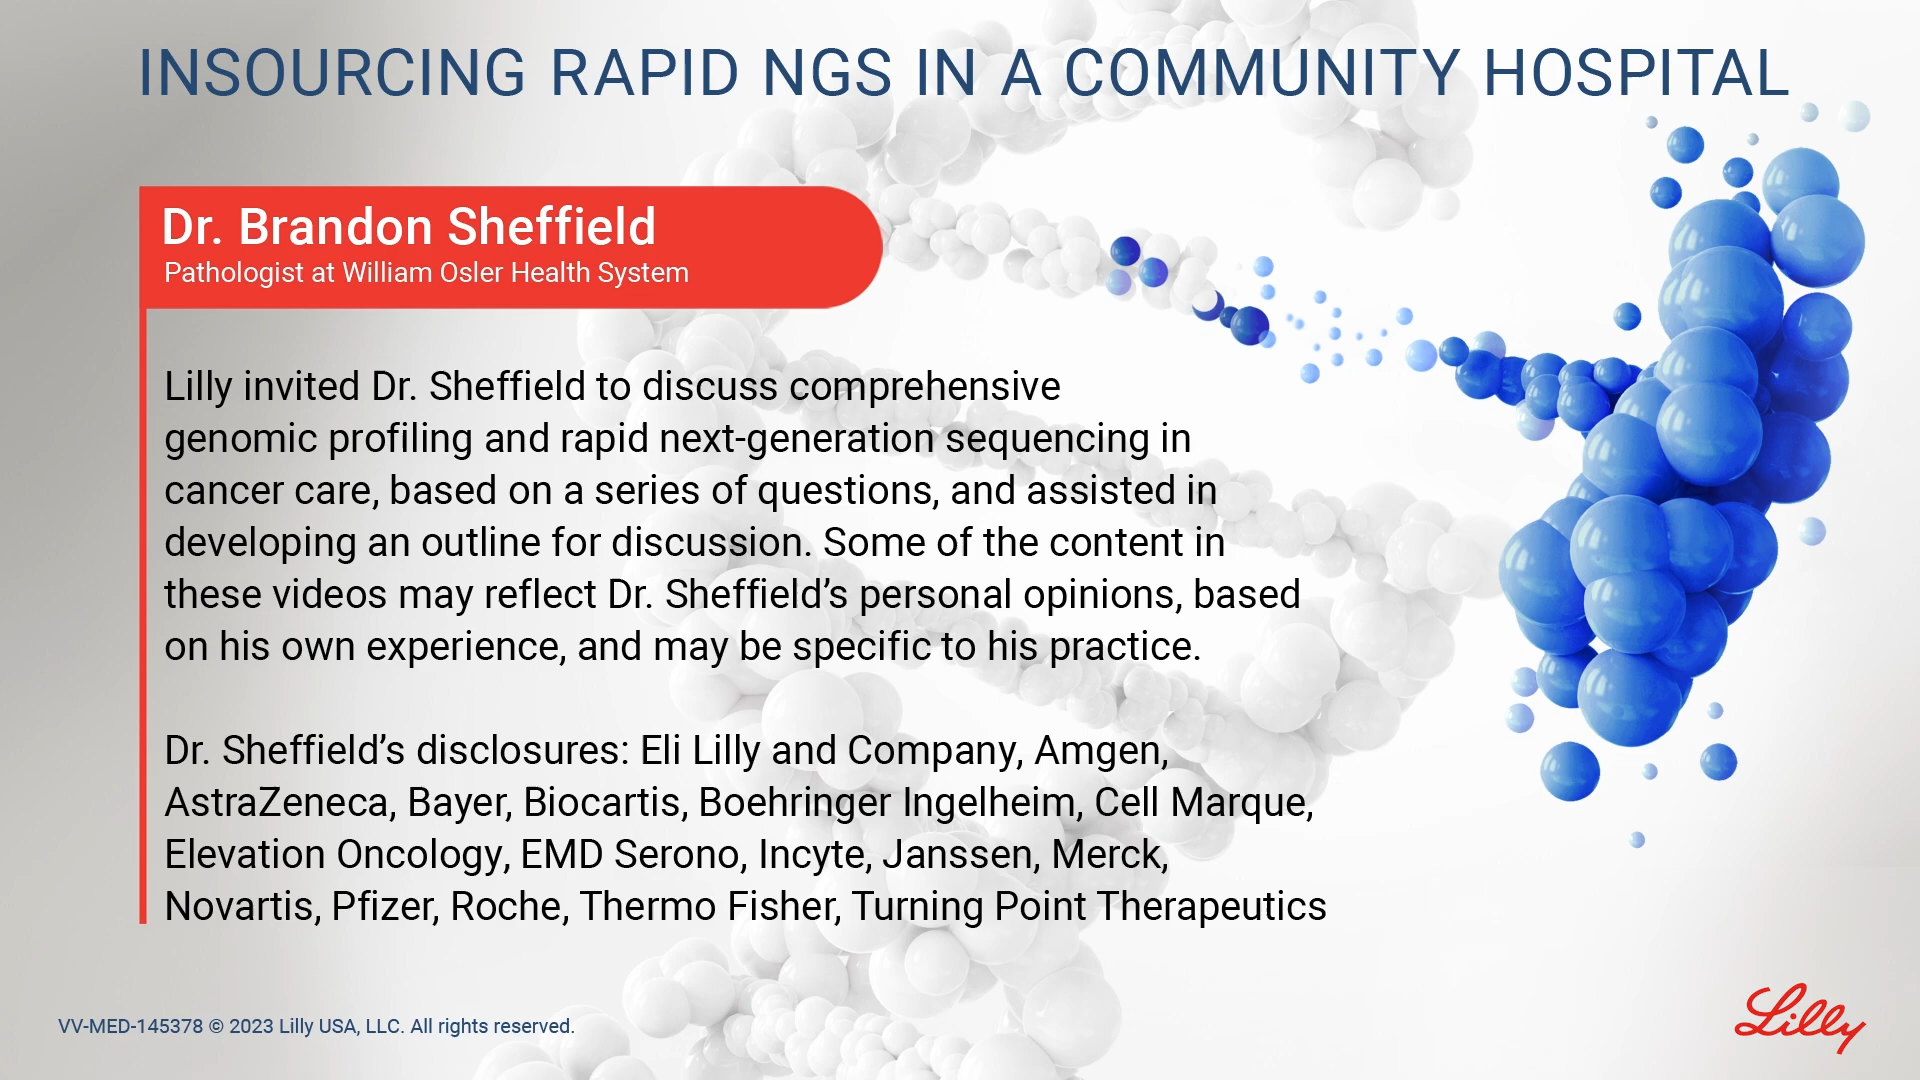 INSOURCING RAPID NGS IN A COMMUNITY HOSPITAL
Dr. Brandon Sheffield
Pathologist at William Osler Health System
Lilly invited Dr. Sheffield to discuss comprehensive
genomic profiling and rapid next-generation sequencing in
cancer care, based on a series of questions, and assisted in
developing an outline for discussion. Some of the content in
these videos may reflect Dr. Sheffield’s personal opinions, based
on his own experience, and may be specific to his practice.
Dr. Sheffield’s disclosures: Eli Lilly and Company, Amgen,
AstraZeneca, Bayer, Biocartis, Boehringer Ingelheim, Cell Marque,
Elevation Oncology, EMD Serono, Incyte, Janssen, Merck,
Novartis, Pfizer, Roche, Thermo Fisher, Turning Point Therapeutics
VV-MED-145378 © 2023 Lilly USA, LLC. All rights reserved.
Lilly